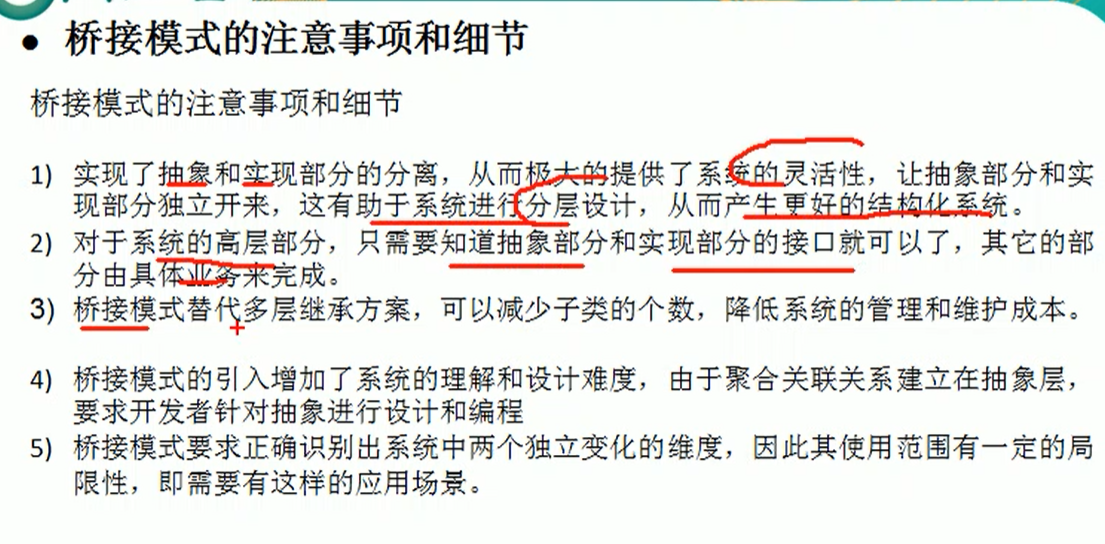 ● 桥接模式的注意事项和细节
桥接模式的注意事项和细节
1) 实现了抽象和实现部分的分离，从而极大的提供了系统的灵活性，让抽象部分和实
现部分独立开来，这有助于系统进行分层设计，从而产生更好的结构化系统。
2) 对于系统的高层部分，只需要知道抽象部分和实现部分的接口就可以了，其它的部
分由具体业务来完成。
3) 桥接模式替代多层继承方案，可以减少子类的个数，降低系统的管理和维护成本。
4) 桥接模式的引入增加了系统的理解和设计难度，由于聚合关联关系建立在抽象层，
要求开发者针对抽象进行设计和编程
5) 桥接模式要求正确识别出系统中两个独立变化的维度，因此其使用范围有一定的局
限性，即需要有这样的应用场景。